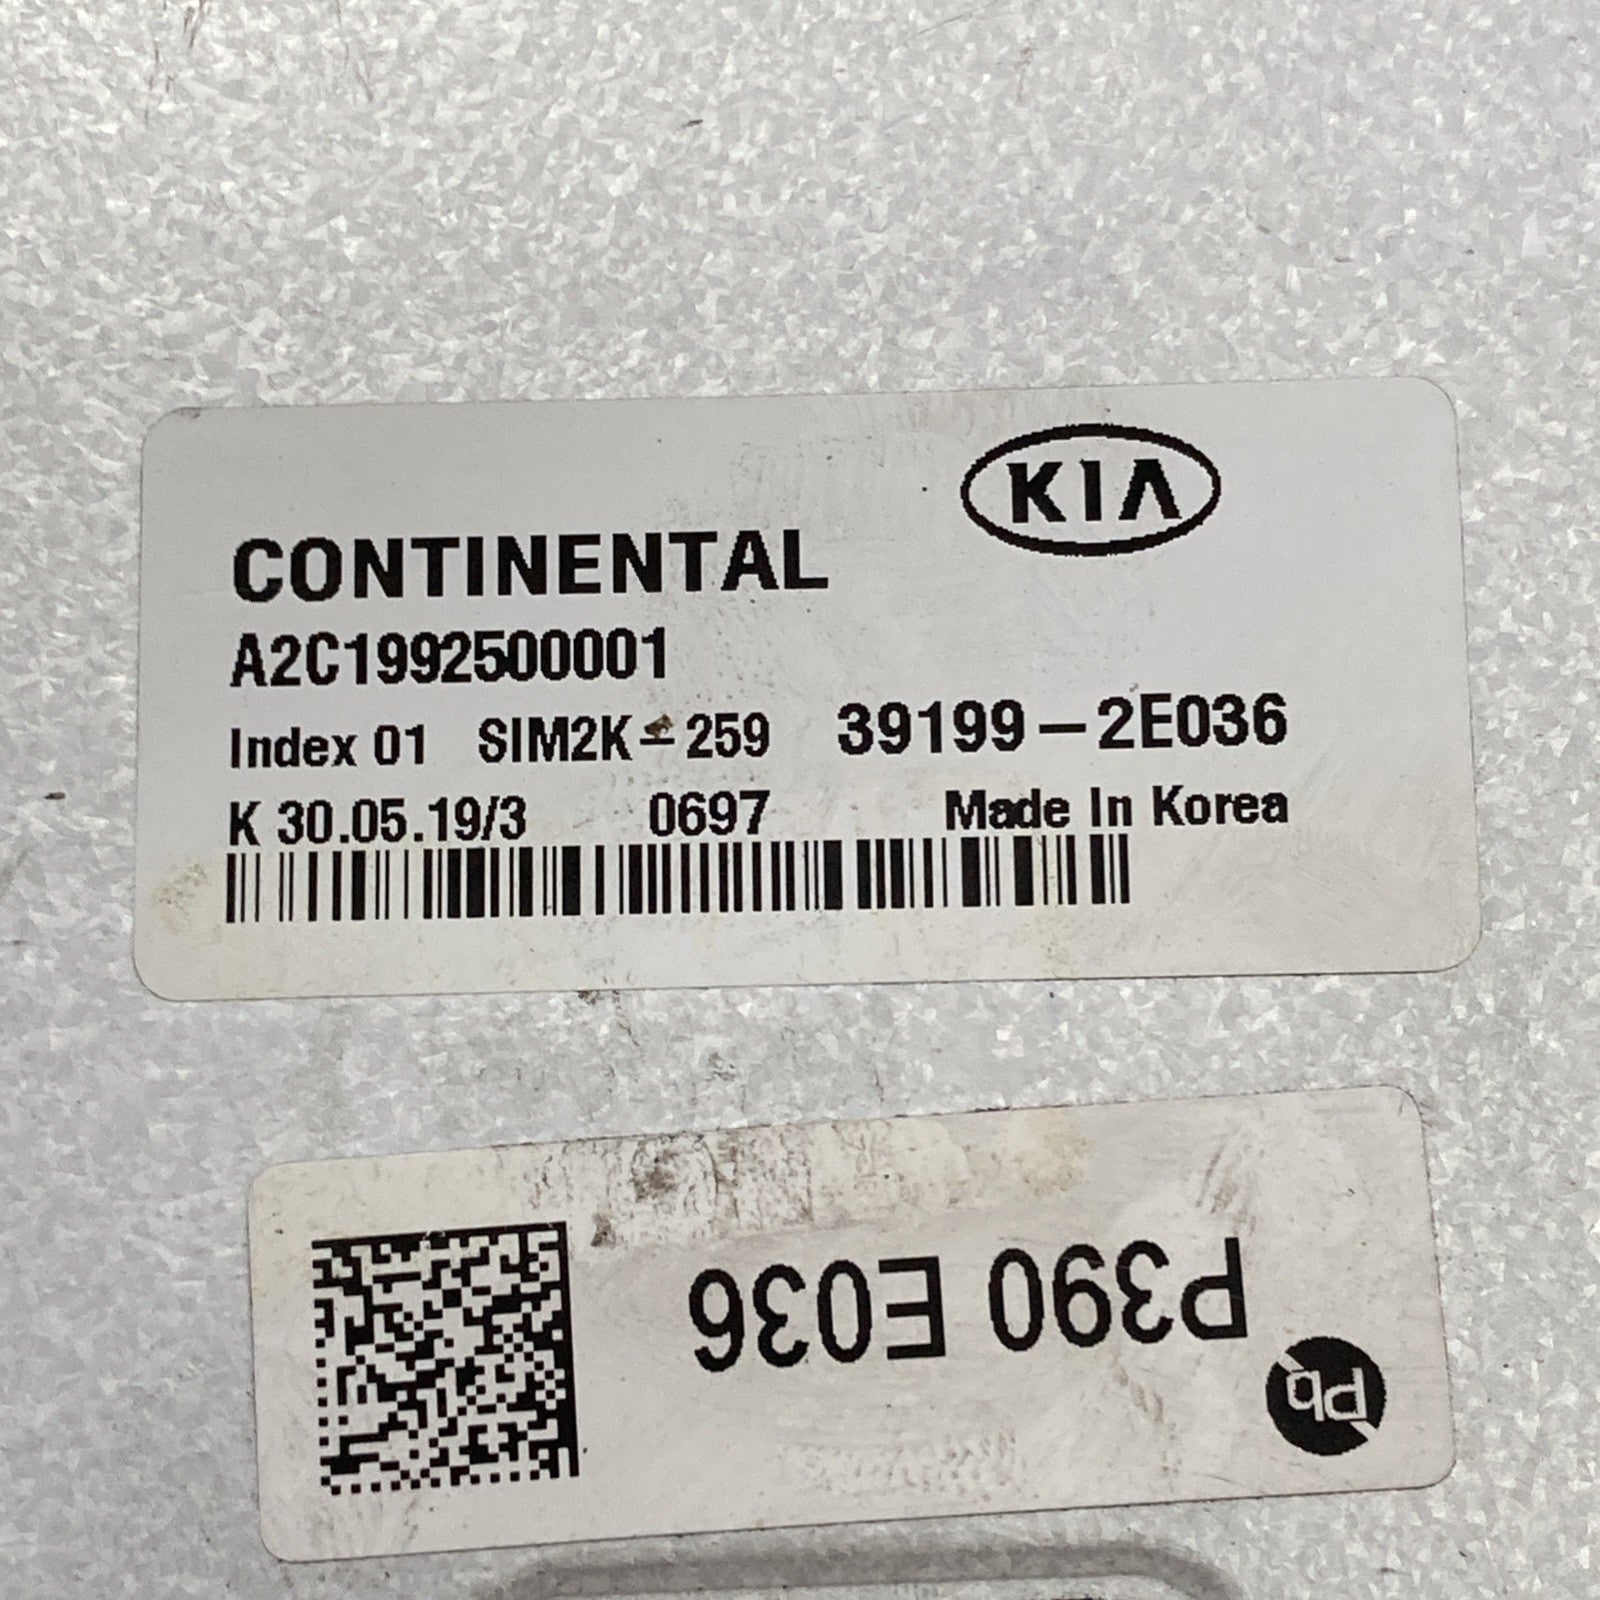 KIA
CONTINENTAL
A2C1992500001
Index 01 SIM2K-259 39199-2E036
K 30.05.19/3 0697 Made In Korea
P390 E036
Pb